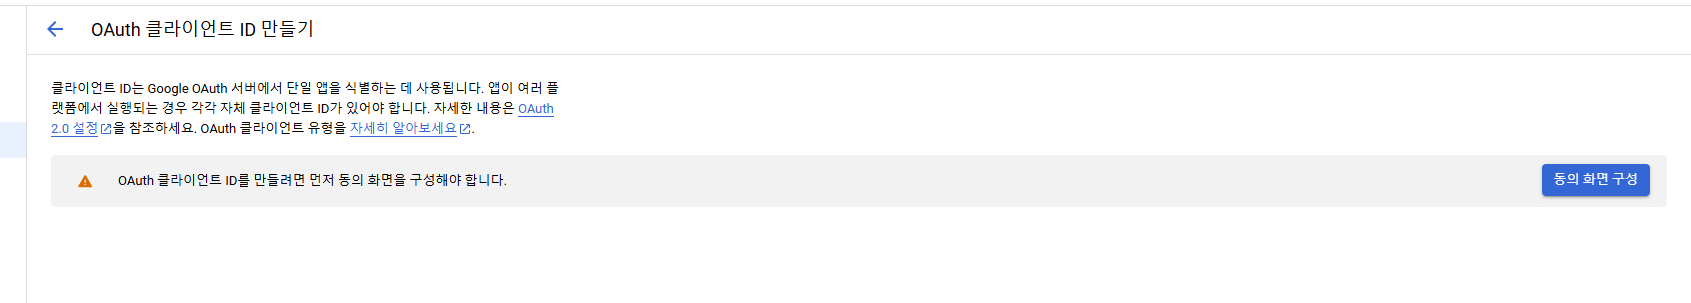 OAuth 클라이언트 ID 만들기
클라이언트 ID는 Google OAuth 서버에서 단일 앱을 식별하는 데 사용됩니다. 앱이 여러 플
랫폼에서 실행되는 경우 각각 자체 클라이언트 ID가 있어야 합니다. 자세한 내용은 OAuth
2.0 설정을 참조하세요. OAuth 클라이언트 유형을 자세히 알아보세요.
OAuth 클라이언트 ID를 만들려면 먼저 동의 화면을 구성해야 합니다.
동의 화면 구성